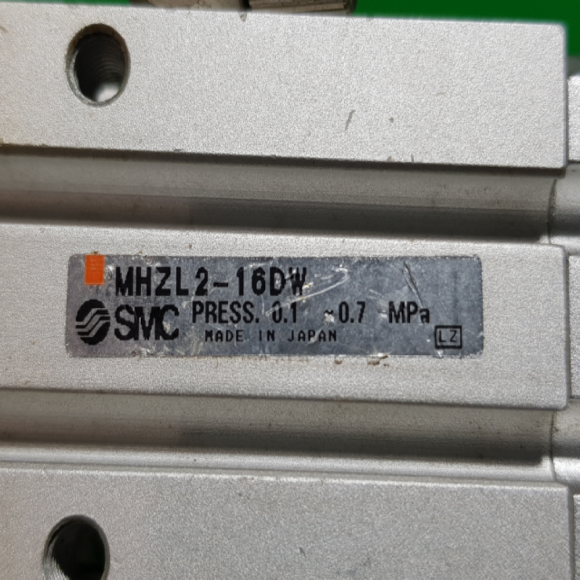 MHZL2-16DW
SMC PRESS. 0.1 ~0.7 MPa
MADE IN JAPAN
LZ